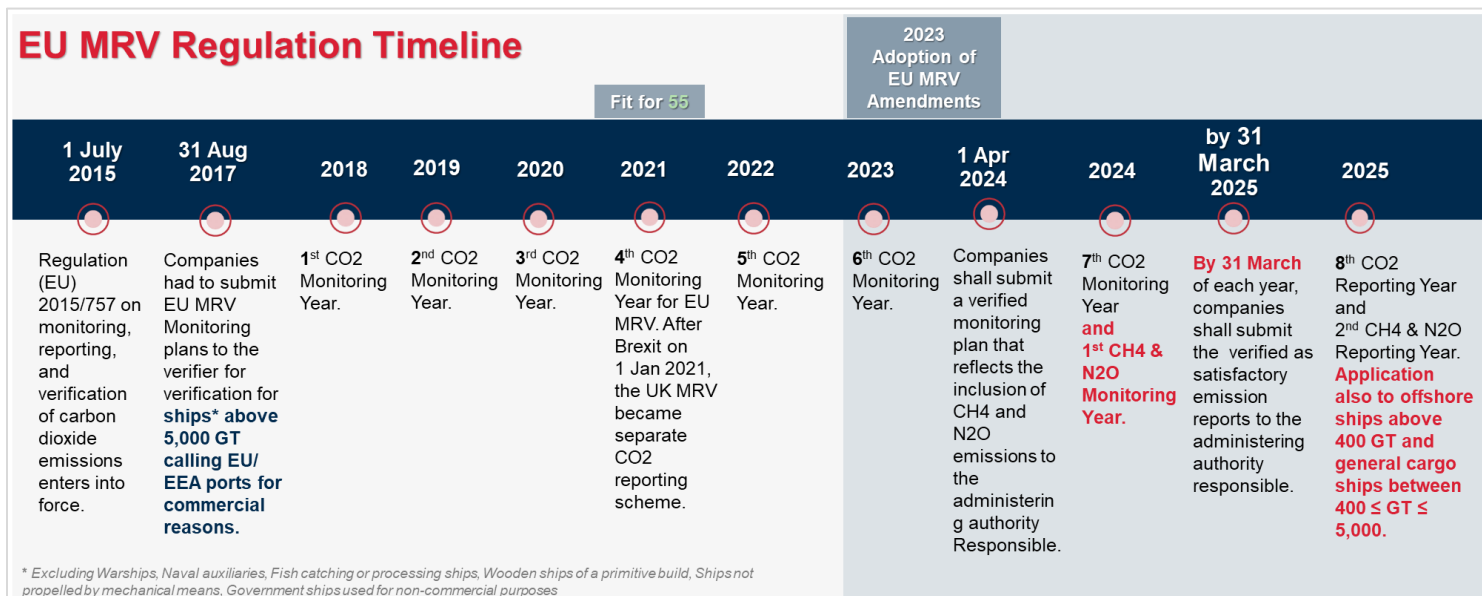 EU MRV Regulation Timeline
2023
Adoption of
EU MRV
Amendments
Fit for 55
1 July
2015
31 Aug
2017
2018
2019
2020
2021
2022
2023
1 Apr
2024
2024
by 31
March
2025
2025
Regulation
(EU)
2015/757 on
monitoring,
reporting,
and
verification
of carbon
dioxide
emissions
enters into
force.
Companies
had to submit
EU MRV
Monitoring
plans to the
verifier for
verification for
ships* above
5,000 GT
calling EU/
EEA ports for
commercial
reasons.
1st CO2
Monitoring
Year.
2nd CO2
Monitoring
Year.
3rd CO2
Monitoring
Year.
4th CO2
Monitoring
Year for EU
MRV. After
Brexit on
1 Jan 2021,
the UK MRV
became
separate
CO2
reporting
scheme.
5th CO2
Monitoring
Year.
6th CO2
Monitoring
Year.
Companies
shall submit
a verified
monitoring
plan that
reflects the
inclusion of
CH4 and
N2O
emissions to
the
administerin
g authority
Responsible.
7th CO2
Monitoring
Year
and
1st CH4 &
N2O
Monitoring
Year.
By 31 March
of each year,
companies
shall submit
the verified as
satisfactory
emission
reports to the
administering
authority
responsible.
8th CO2
Reporting Year
and
2nd CH4 & N2O
Reporting Year.
Application
also to offshore
ships above
400 GT and
general cargo
ships between
400 ≤ GT ≤
5,000.
* Excluding Warships, Naval auxiliaries, Fish catching or processing ships, Wooden ships of a primitive build, Ships not
propelled by mechanical means, Government ships used for non-commercial purposes